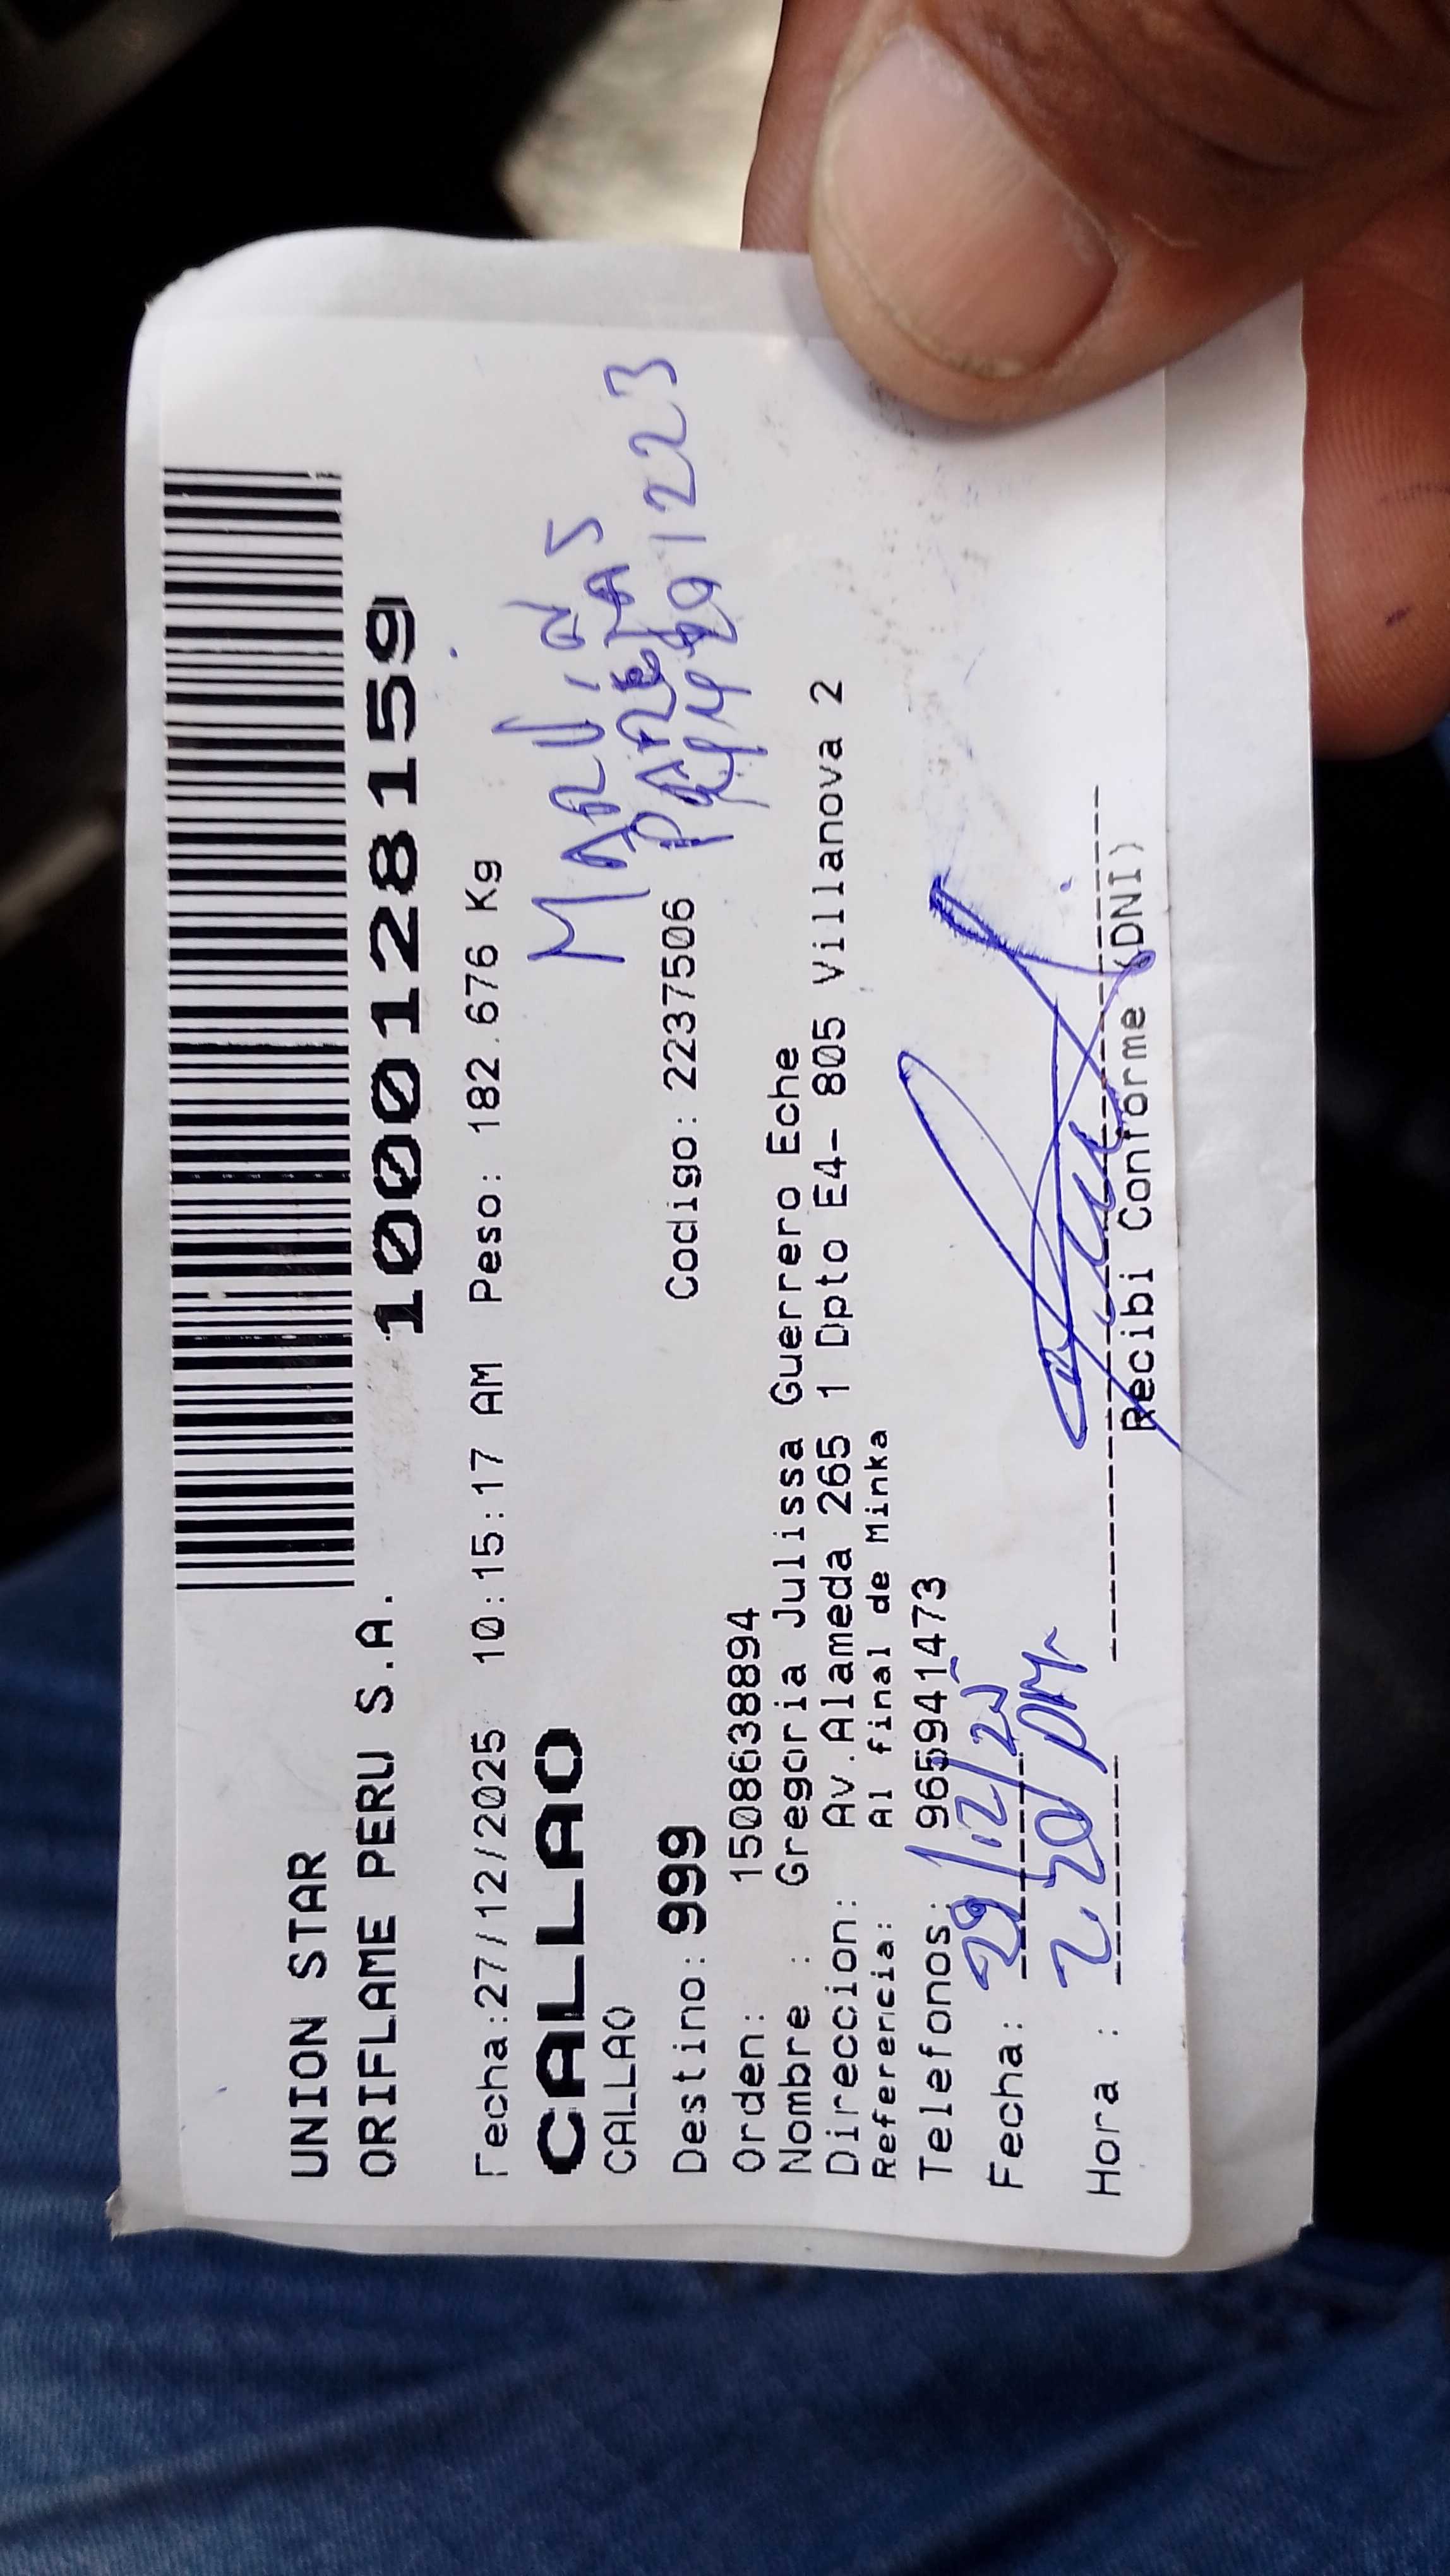 UNION STAR
ORIFLAME PERU S.A.
1000128159
Fecha:27/12/2025 10:15:17 AM Peso: 182.676 Kg
CALLAO
CALLAO
Destino: 999
Codigo: 2237506
Orden: 1508638894
Nombre : Gregoria Julissa Guerrero Eche
Direccion: Av.Alameda 265 1 Dpto E4- 805 Villanova 2
Referencia: Al final de Minka
Telefonos: 965941473
Fecha: 29/12/25
Hora : 2.20 PM
Recibi Conforme (DNI)